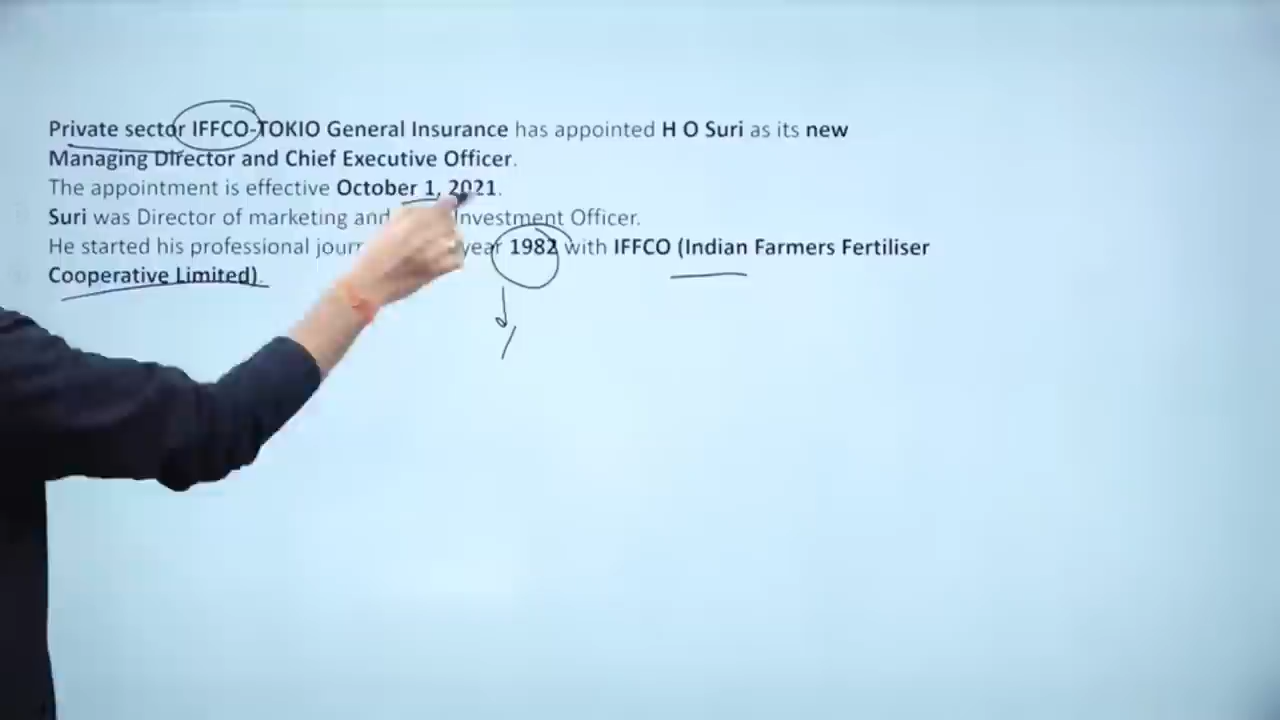 Private sector IFFCO-TOKIO General Insurance has appointed H O Suri as its new
Managing Director and Chief Executive Officer.
The appointment is effective October 1, 2021.
Suri was Director of marketing and Investment Officer.
He started his professional year 1982 with IFFCO (Indian Farmers Fertiliser
Cooperative Limited).